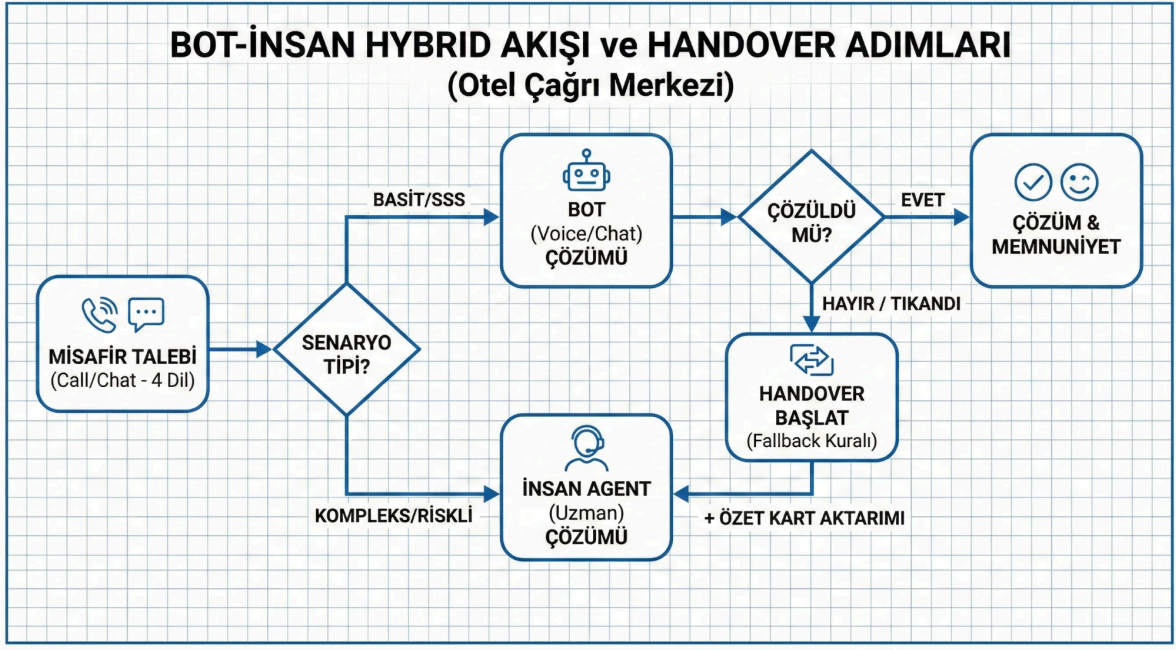 BOT-İNSAN HYBRID AKIŞI ve HANDOVER ADIMLARI
(Otel Çağrı Merkezi)
MİSAFİR TALEBİ
(Call/Chat - 4 Dil)
SENARYO
TİPİ?
BASİT/SSS
BOT
(Voice/Chat)
ÇÖZÜMÜ
ÇÖZÜLDÜ
MÜ?
EVET
ÇÖZÜM &
MEMNUNİYET
HAYIR / TIKANDI
HANDOVER
BAŞLAT
(Fallback Kuralı)
+ ÖZET KART AKTARIMI
KOMPLEKS/RİSKLİ
İNSAN AGENT
(Uzman)
ÇÖZÜMÜ